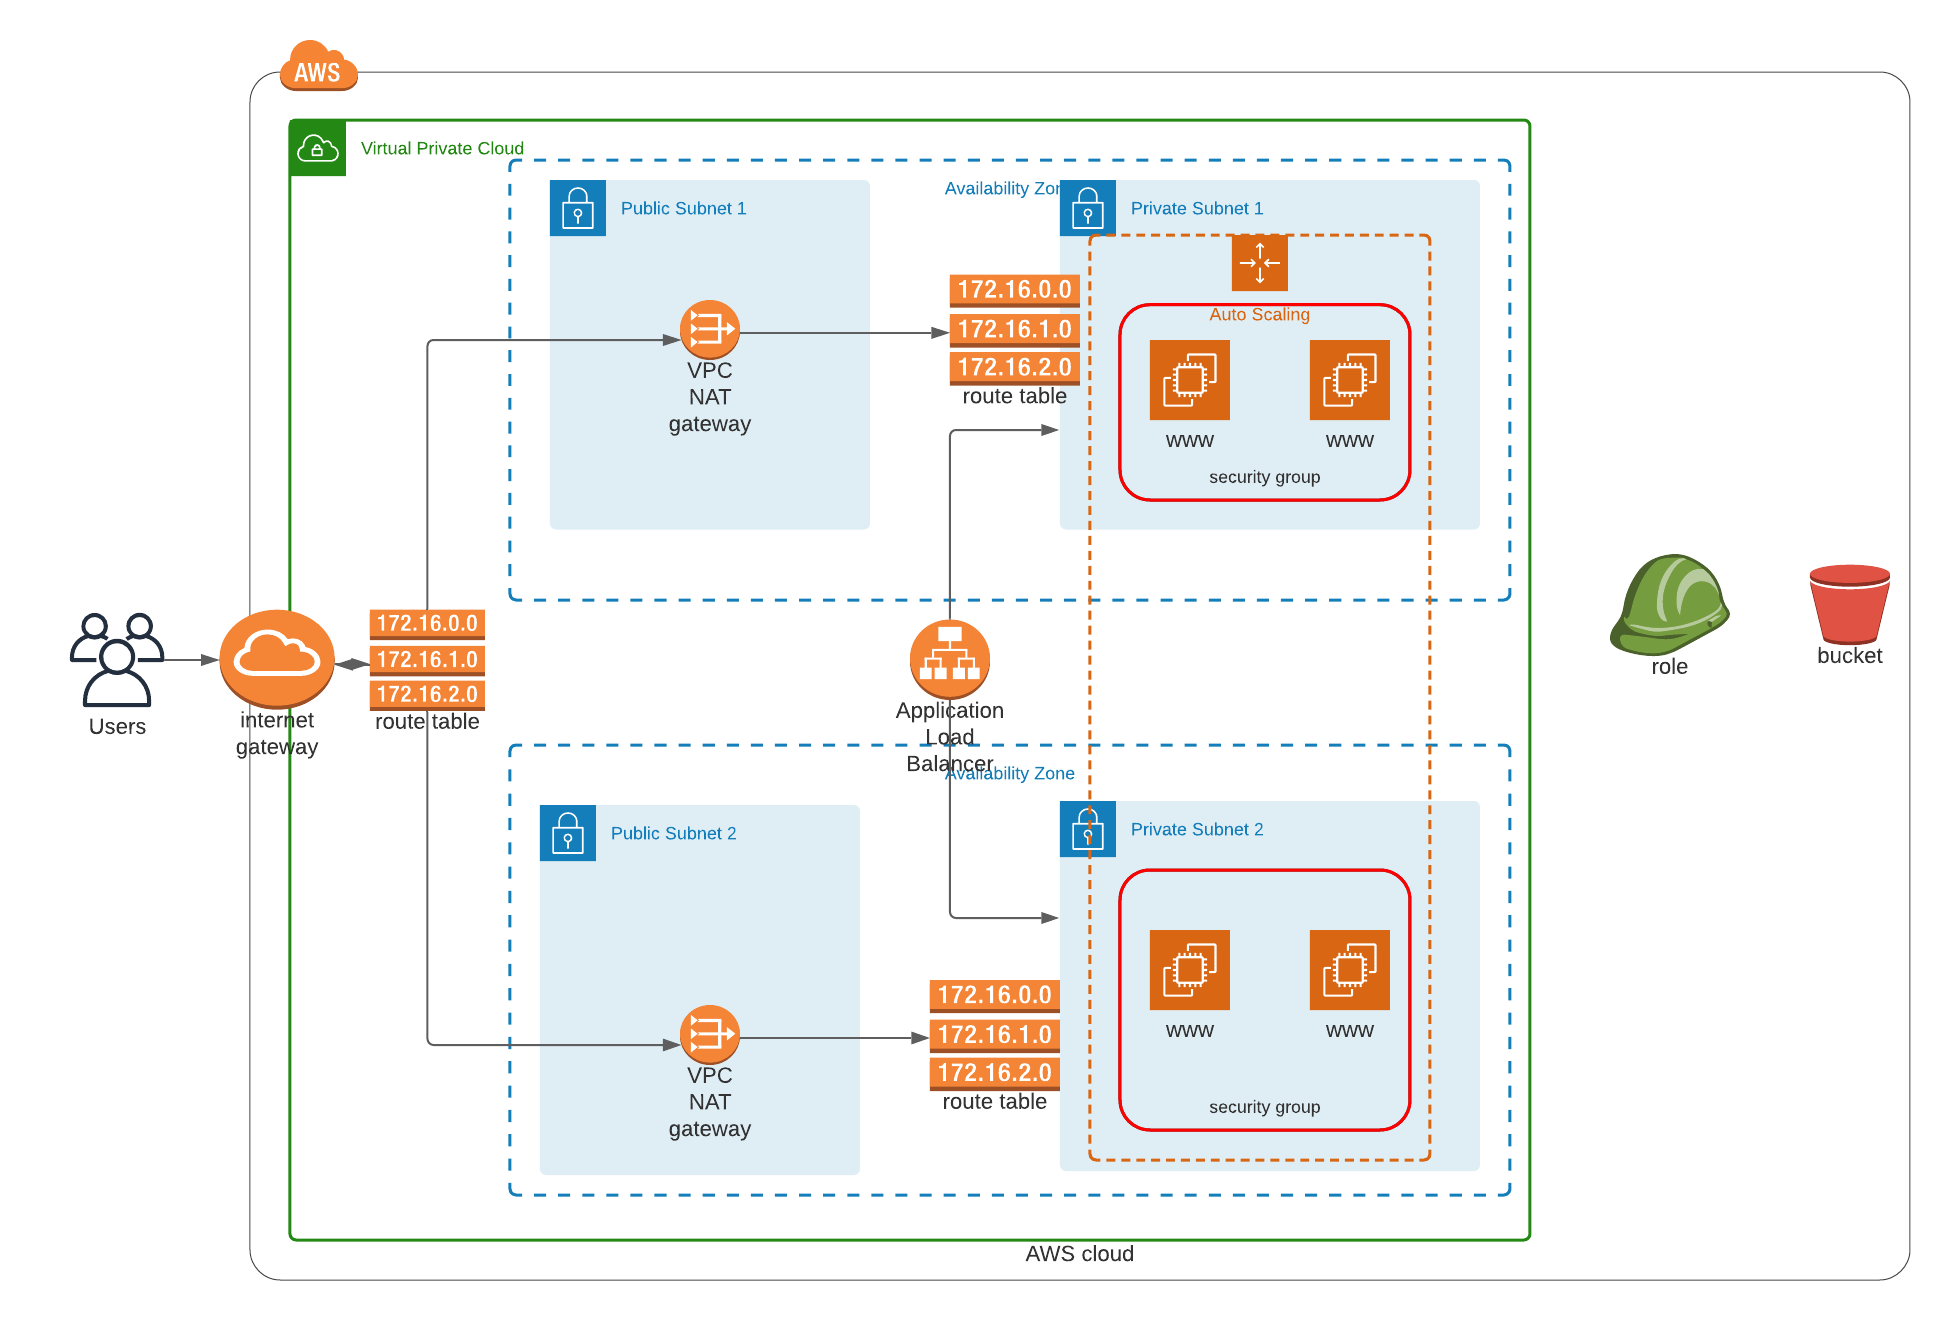 AWS
Virtual Private Cloud
Availability Zon
Public Subnet 1
Private Subnet 1
172.16.0.0
172.16.1.0
172.16.2.0
route table
Auto Scaling
VPC
NAT
gateway
www
www
security group
Users
internet
gateway
172.16.0.0
172.16.1.0
172.16.2.0
route table
Application
Load
Balancer
role
bucket
Availability Zone
Public Subnet 2
Private Subnet 2
VPC
NAT
gateway
172.16.0.0
172.16.1.0
172.16.2.0
route table
www
www
security group
AWS cloud